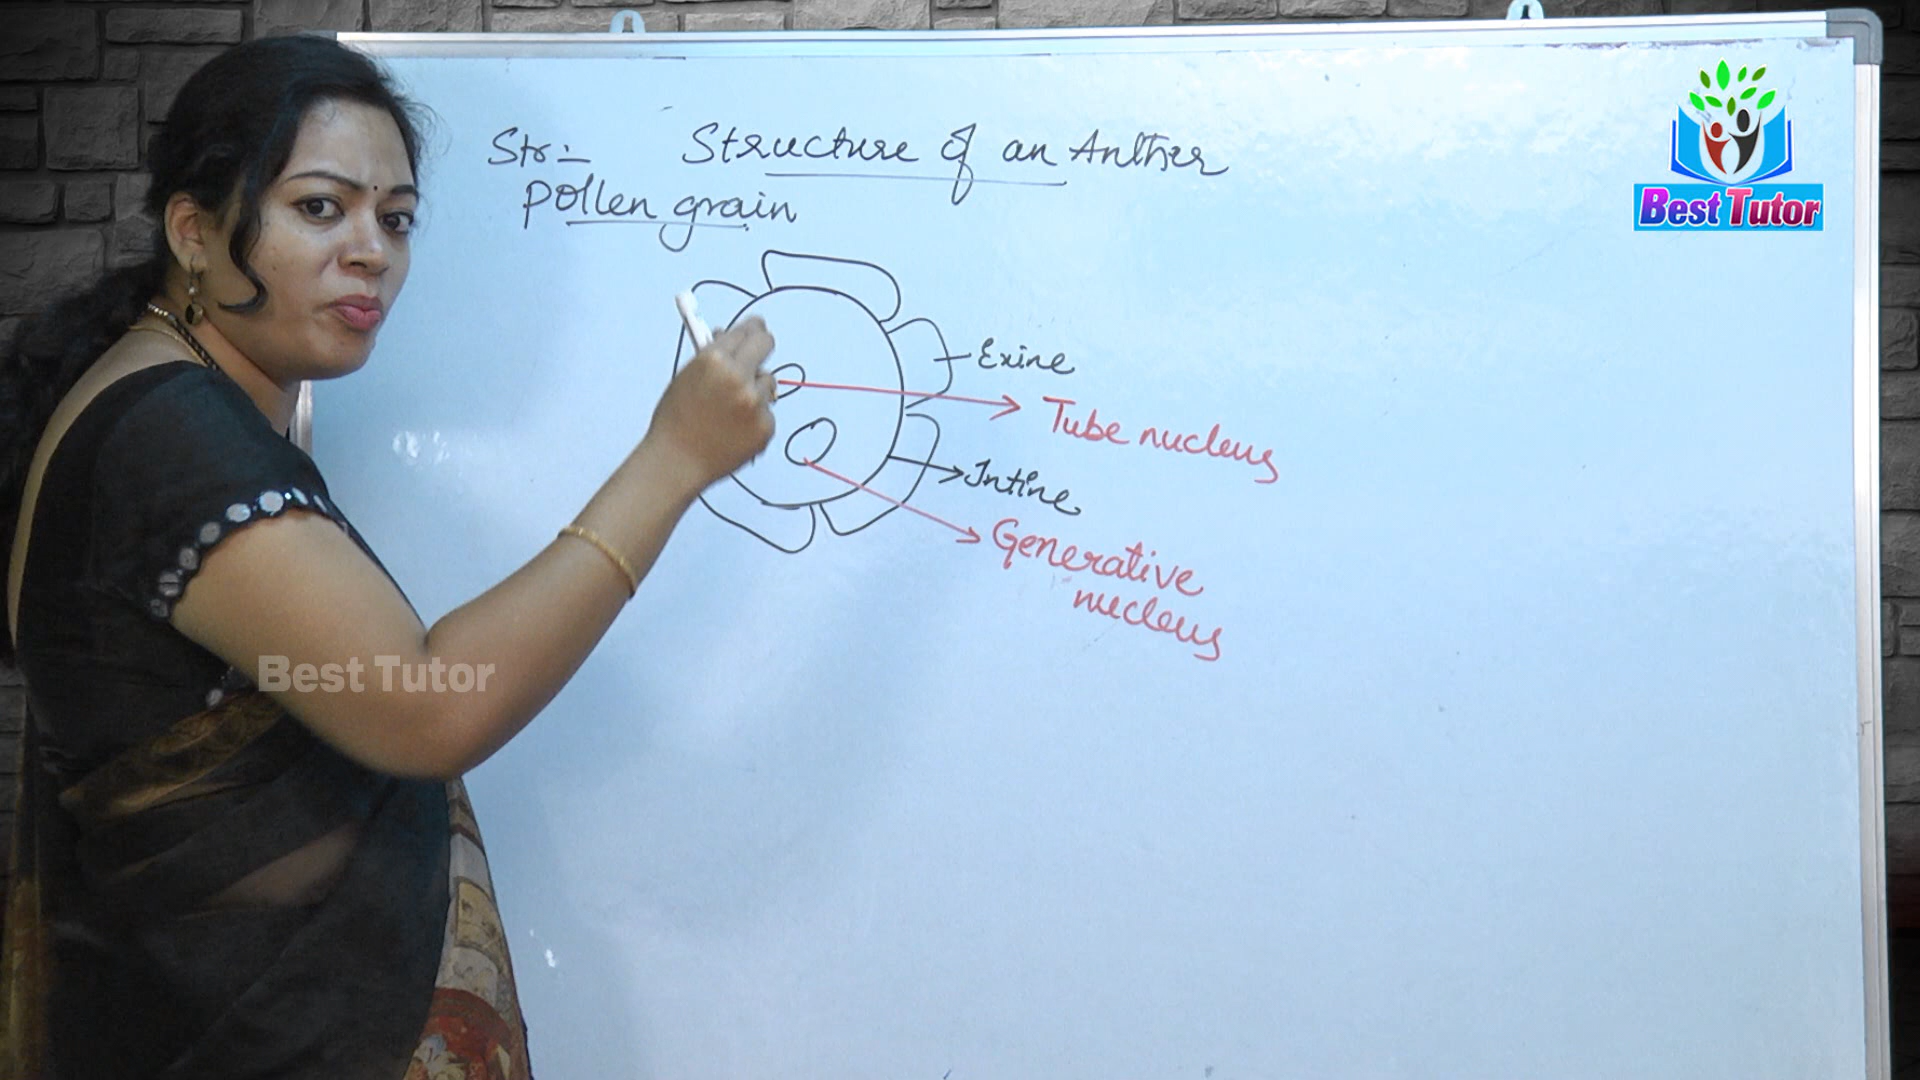 Str:- Structure of an Anther
Pollen grain
Exine
Tube nucleus
Intine
Generative
nucleus
Best Tutor
Best Tutor